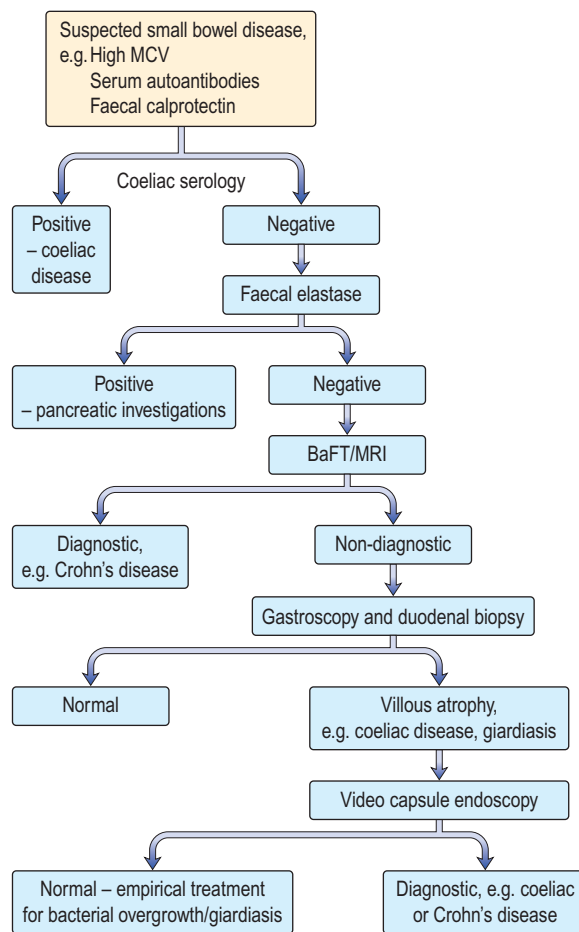 Suspected small bowel disease,
e.g. High MCV
Serum autoantibodies
Faecal calprotectin
Coeliac serology
Positive
– coeliac
disease
Negative
Faecal elastase
Positive
– pancreatic investigations
Negative
BaFT/MRI
Diagnostic,
e.g. Crohn's disease
Non-diagnostic
Gastroscopy and duodenal biopsy
Normal
Villous atrophy,
e.g. coeliac disease, giardiasis
Video capsule endoscopy
Normal – empirical treatment
for bacterial overgrowth/giardiasis
Diagnostic, e.g. coeliac
or Crohn's disease